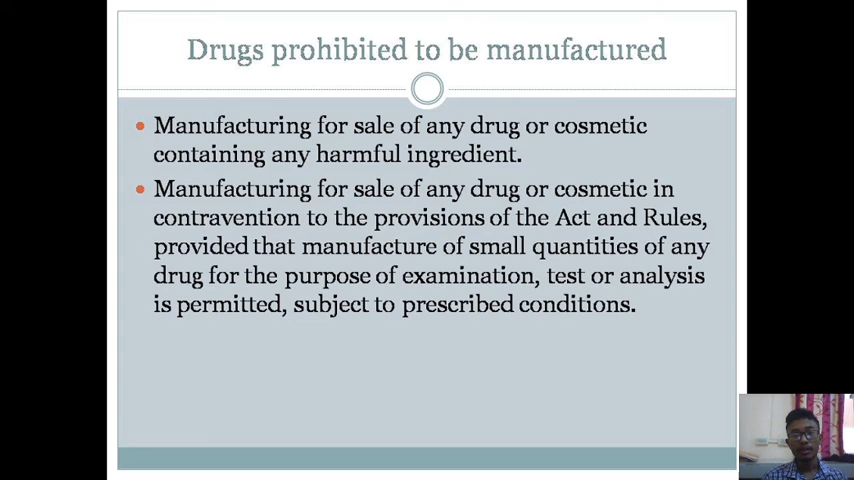 Drugs prohibited to be manufactured
• Manufacturing for sale of any drug or cosmetic
containing any harmful ingredient.
• Manufacturing for sale of any drug or cosmetic in
contravention to the provisions of the Act and Rules,
provided that manufacture of small quantities of any
drug for the purpose of examination, test or analysis
is permitted, subject to prescribed conditions.